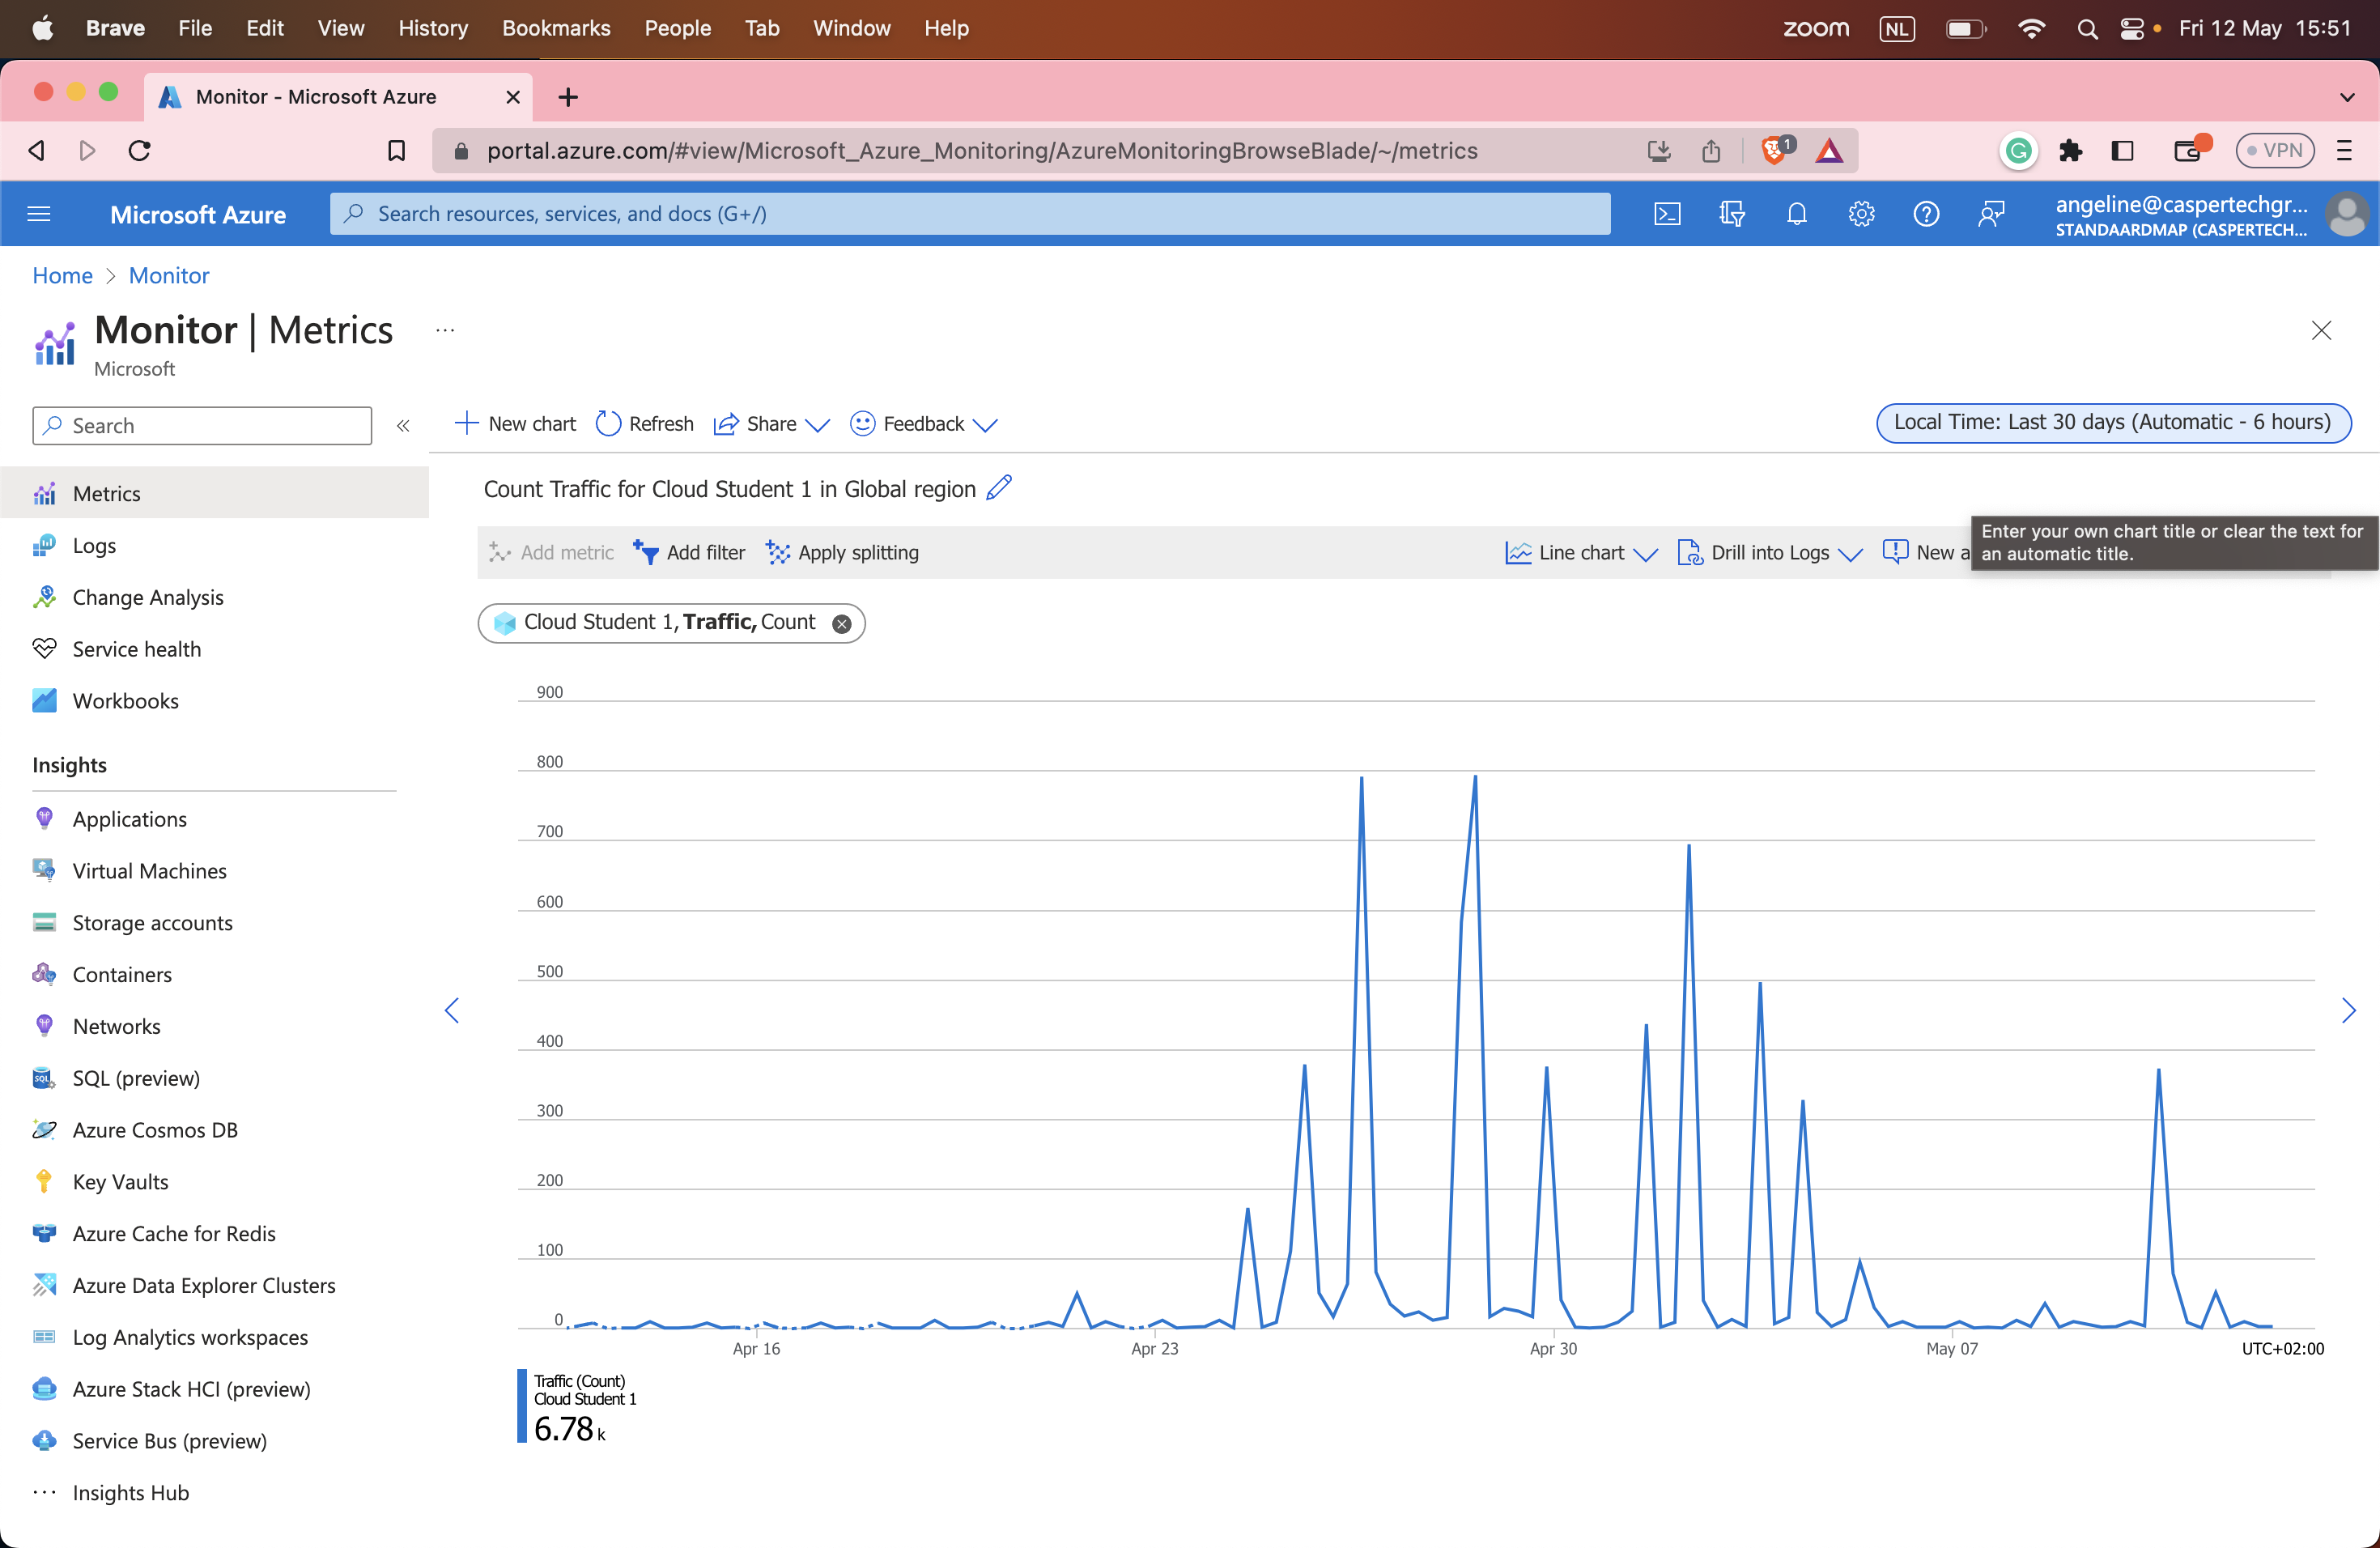 Brave File Edit View History Bookmarks People Tab Window Help zoom NL Fri 12 May 15:51
Monitor - Microsoft Azure
portal.azure.com/#view/Microsoft_Azure_Monitoring/AzureMonitoringBrowseBlade/~/metrics 1 VPN
Microsoft Azure Search resources, services, and docs (G+/) angeline@caspertechgr...
STANDAARDMAP (CASPERTECH...
Home > Monitor
Monitor | Metrics ...
Microsoft
Search « New chart Refresh Share Feedback Local Time: Last 30 days (Automatic - 6 hours)
Metrics
Logs
Change Analysis
Service health
Workbooks
Insights
Applications
Virtual Machines
Storage accounts
Containers
Networks
SQL (preview)
Azure Cosmos DB
Key Vaults
Azure Cache for Redis
Azure Data Explorer Clusters
Log Analytics workspaces
Azure Stack HCI (preview)
Service Bus (preview)
... Insights Hub
Count Traffic for Cloud Student 1 in Global region
Add metric Add filter Apply splitting Line chart Drill into Logs New a
Enter your own chart title or clear the text for
an automatic title.
Cloud Student 1, Traffic, Count
900
800
700
600
500
400
300
200
100
0
Apr 16 Apr 23 Apr 30 May 07 UTC+02:00
Traffic (Count)
Cloud Student 1
6.78 k